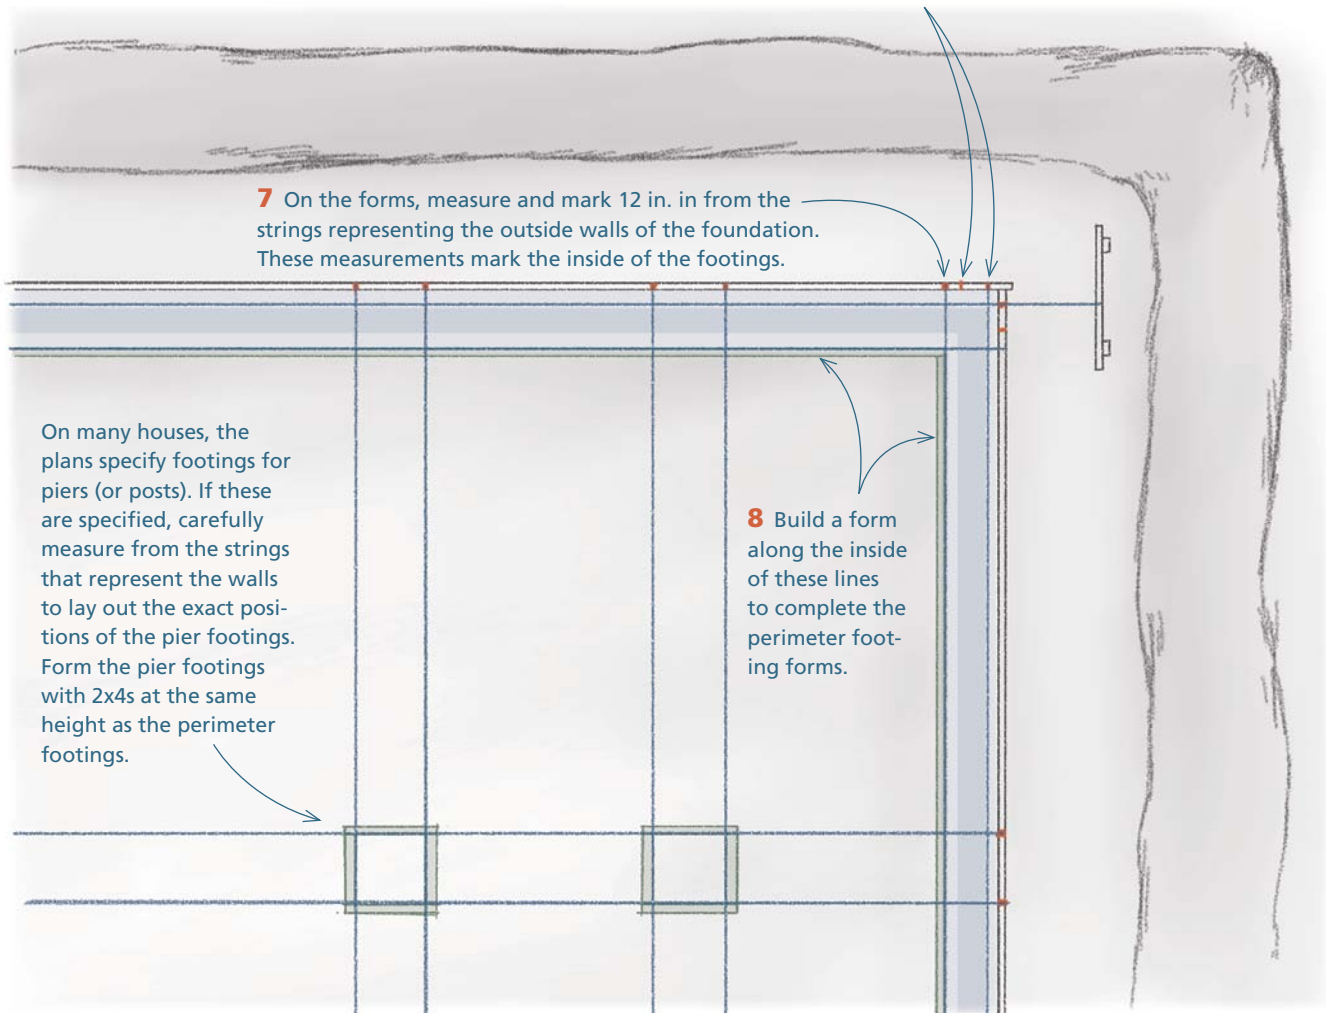 7 On the forms, measure and mark 12 in. in from the
strings representing the outside walls of the foundation.
These measurements mark the inside of the footings.
On many houses, the
plans specify footings for
piers (or posts). If these
are specified, carefully
measure from the strings
that represent the walls
to lay out the exact posi-
tions of the pier footings.
Form the pier footings
with 2x4s at the same
height as the perimeter
footings.
8 Build a form
along the inside
of these lines
to complete the
perimeter foot-
ing forms.